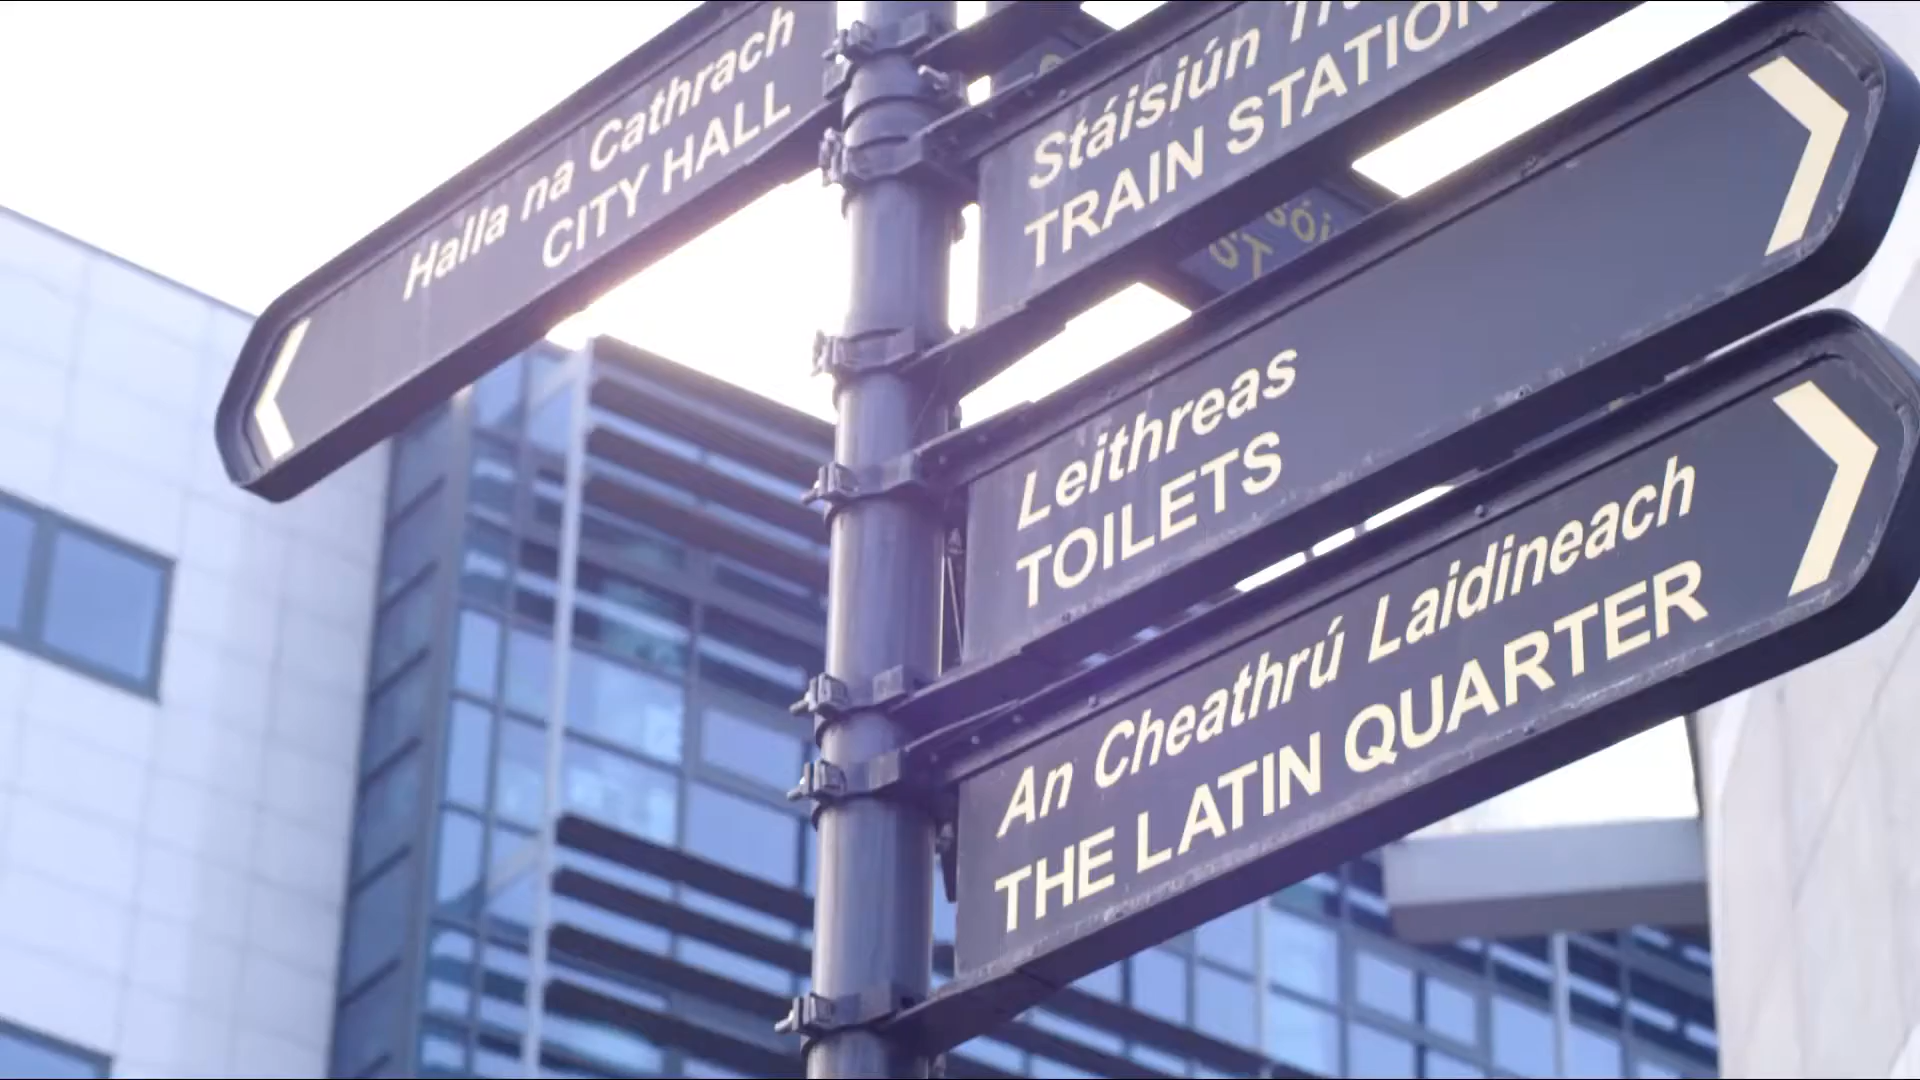 Halla na Cathrach
CITY HALL
Stáisiún
TRAIN STATION
Leithreas
TOILETS
An Cheathrú Laidineach
THE LATIN QUARTER